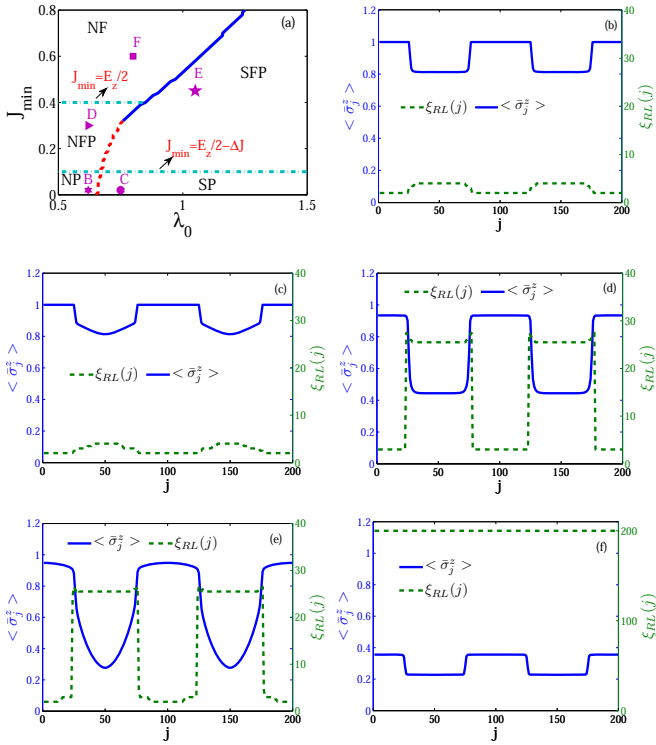 0.8
0.6
0.4
0.2
0
J_min
NF
F
(a)
J_min=E_z/2
E
SFP
D
NFP
J_min=E_z/2−ΔJ
NP
B
C
SP
0.5
1
1.5
λ_0
(b)
1.2
1
0.8
0.6
0.4
0.2
0
< σ̄_j^z >
ξ_RL(j)
< σ̄_j^z >
40
30
20
10
0
ξ_RL(j)
0
50
100
150
200
j
(c)
1.2
1
0.8
0.6
0.4
0.2
0
< σ̄_j^z >
ξ_RL(j)
< σ̄_j^z >
40
30
20
10
0
ξ_RL(j)
0
50
100
150
200
j
(d)
1.2
1
0.8
0.6
0.4
0.2
0
< σ̄_j^z >
ξ_RL(j)
< σ̄_j^z >
40
30
20
10
0
ξ_RL(j)
0
50
100
150
200
j
(e)
1.2
1
0.8
0.6
0.4
0.2
0
< σ̄_j^z >
< σ̄_j^z >
ξ_RL(j)
40
30
20
10
0
ξ_RL(j)
0
50
100
150
200
j
(f)
1.2
1
0.8
0.6
0.4
0.2
0
< σ̄_j^z >
< σ̄_j^z >
ξ_RL(j)
200
150
100
50
0
ξ_RL(j)
0
50
100
150
200
j